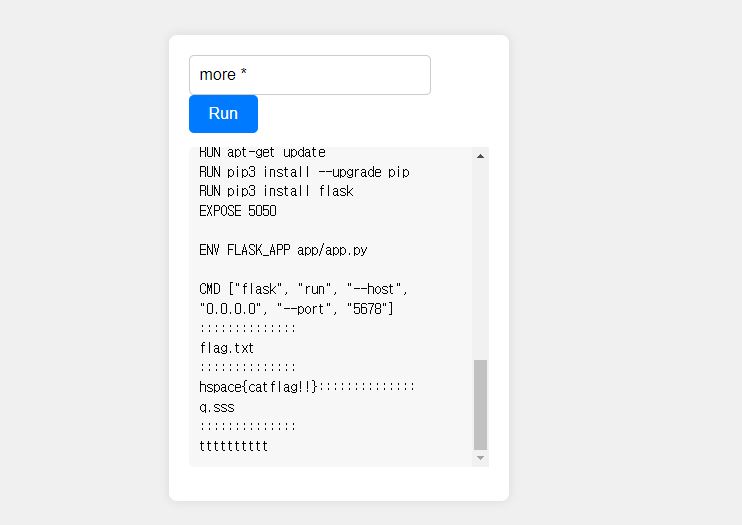 more *
Run
RUN apt-get update
RUN pip3 install --upgrade pip
RUN pip3 install flask
EXPOSE 5050
ENV FLASK_APP app/app.py
CMD ["flask", "run", "--host",
"0.0.0.0", "--port", "5678"]
::::::::::::::
flag.txt
::::::::::::::
hspace{catflag!!}::::::::::::::
q.sss
::::::::::::::
tttttttttt